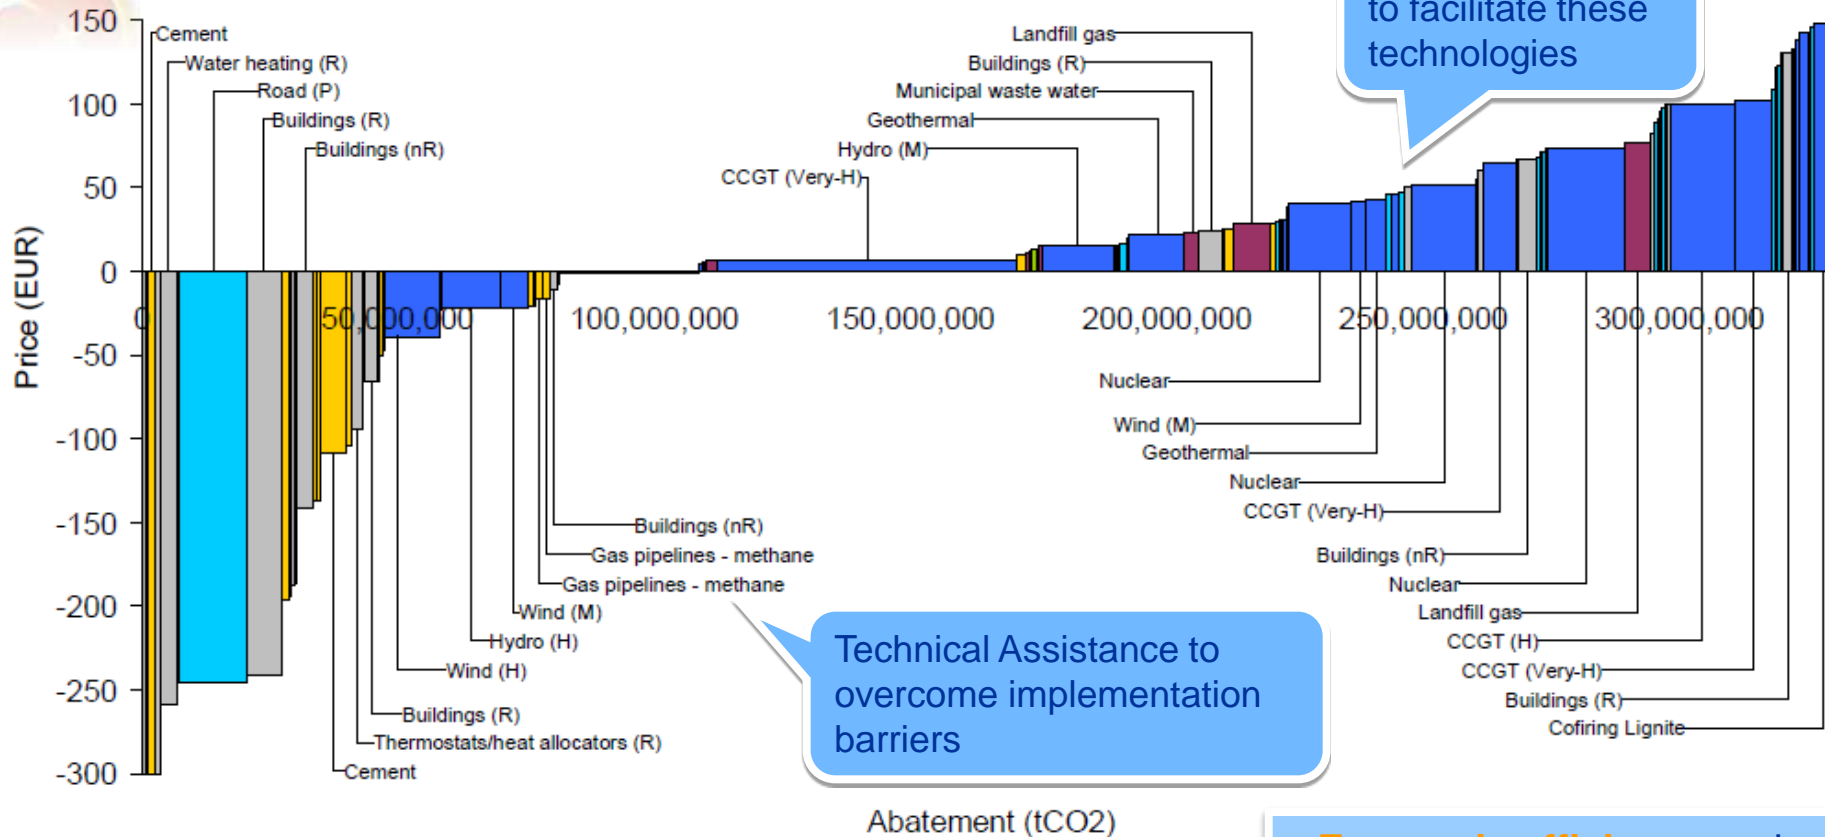 to facilitate these
technologies
150
100
50
0
-50
-100
-150
-200
-250
-300
Price (EUR)
Cement
Water heating (R)
Road (P)
Buildings (R)
Buildings (nR)
Landfill gas
Buildings (R)
Municipal waste water
Geothermal
Hydro (M)
CCGT (Very-H)
0
50,000,000
100,000,000
150,000,000
200,000,000
250,000,000
300,000,000
Nuclear
Wind (M)
Geothermal
Nuclear
CCGT (Very-H)
Buildings (nR)
Nuclear
Landfill gas
CCGT (H)
CCGT (Very-H)
Buildings (R)
Cofiring Lignite
Buildings (nR)
Gas pipelines - methane
Gas pipelines - methane
Wind (M)
Hydro (H)
Wind (H)
Buildings (R)
Thermostats/heat allocators (R)
Cement
Technical Assistance to
overcome implementation
barriers
Abatement (tCO2)